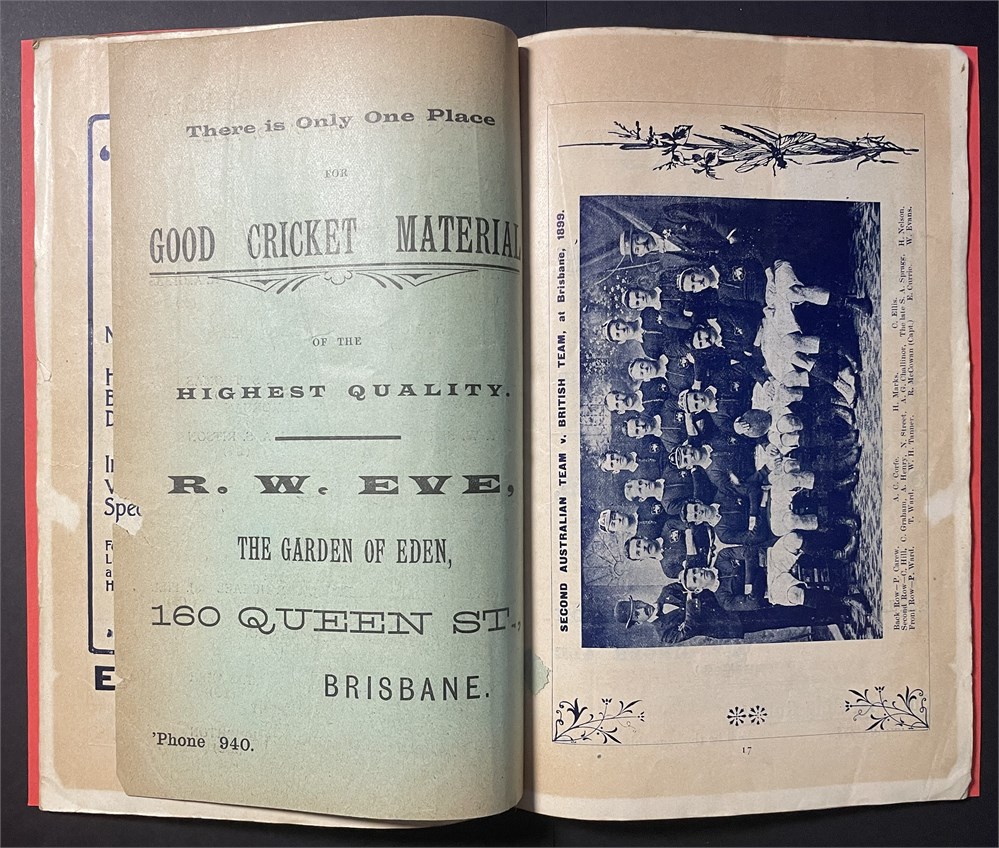 There is Only One Place
FOR
GOOD CRICKET MATERIAL
OF THE
HIGHEST QUALITY.
R. W. EVE,
THE GARDEN OF EDEN,
160 QUEEN ST.,
BRISBANE.
'Phone 940.
Spec
SECOND AUSTRALIAN TEAM v. BRITISH TEAM, at Brisbane, 1899.
Back Row—P. Carew, A. C. Corfe, H. Marks, C. Ellis.
Second Row—C. Hill, C. Graham, A. Henry, N. Street, A. G. Challinor, The late S. A. Spragg, H. Nelson.
Front Row—P. Ward, T. Ward, W. H. Tanner, R. McCowan (Capt.) E. Currie, W. Evans.
17